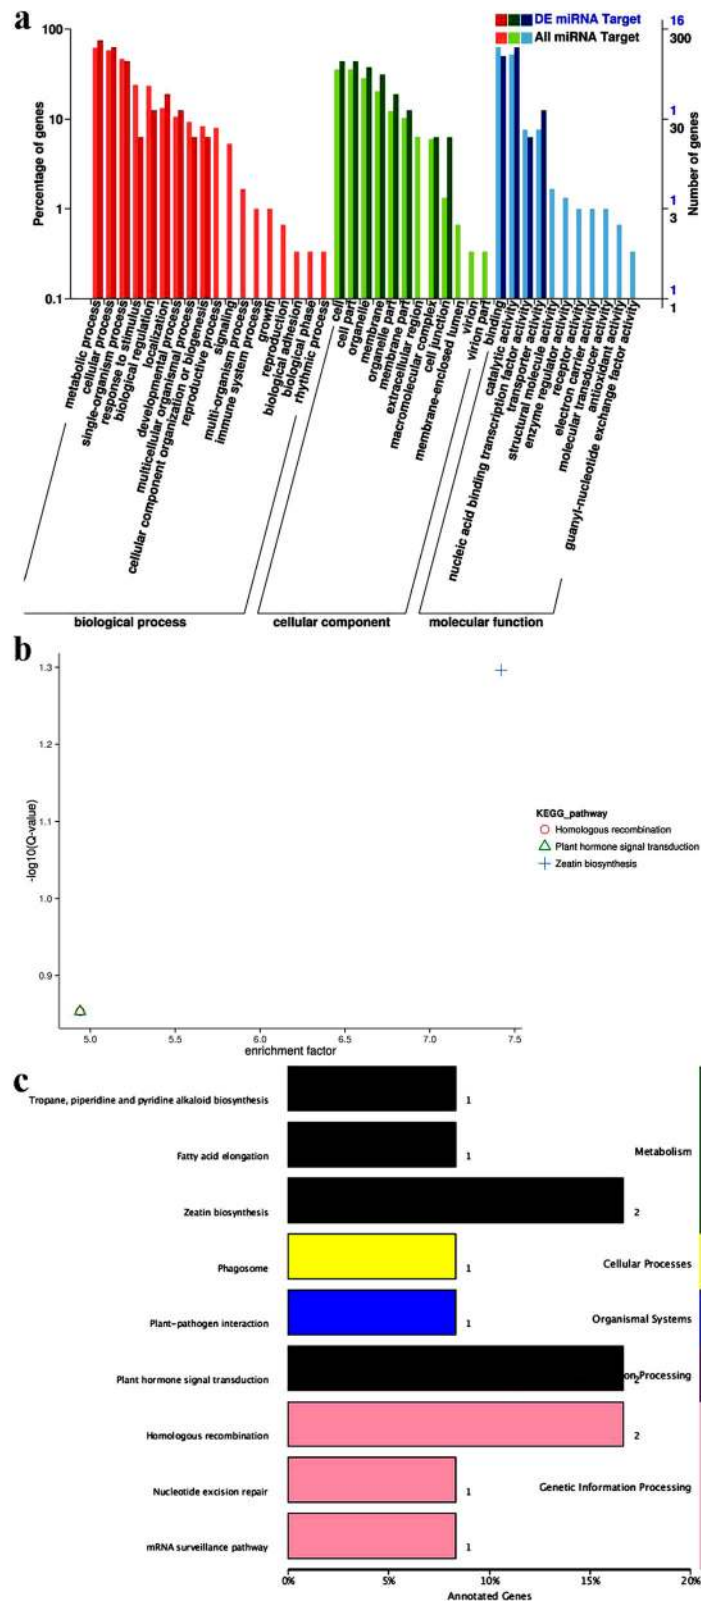 a
DE miRNA Target
All miRNA Target
Percentage of genes
100
10
1
0.1
16
300
1
30
1
3
1
1
Number of genes
metabolic process
cellular process
single-organism process
response to stimulus
biological regulation
localization
developmental process
multicellular organismal process
cellular component organization or biogenesis
reproductive process
signaling
multi-organism process
immune system process
growth
reproduction
biological adhesion
biological phase
rhythmic process
cell
cell part
organelle
membrane
organelle part
membrane part
extracellular region
macromolecular complex
cell junction
membrane-enclosed lumen
virion
virion part
binding
catalytic activity
nucleic acid binding transcription factor activity
transporter activity
structural molecule activity
enzyme regulator activity
receptor activity
electron carrier activity
molecular transducer activity
antioxidant activity
guanyl-nucleotide exchange factor activity
biological process
cellular component
molecular function
b
-log10(Q-value)
1.3
1.2
1.1
1.0
0.9
5.0 5.5 6.0 6.5 7.0 7.5
enrichment factor
KEGG_pathway
Homologous recombination
Plant hormone signal transduction
Zeatin biosynthesis
c
Tropane, piperidine and pyridine alkaloid biosynthesis 1
Fatty acid elongation 1
Metabolism
Zeatin biosynthesis 2
Phagosome 1
Cellular Processes
Plant-pathogen interaction 1
Organismal Systems
Plant hormone signal transduction 2 on Processing
Homologous recombination 2
Nucleotide excision repair 1
Genetic Information Processing
mRNA surveillance pathway 1
0% 5% 10% 15% 20%
Annotated Genes